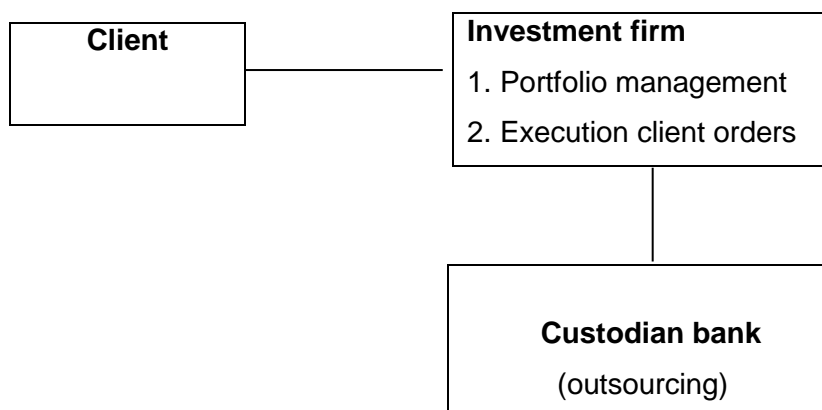 Client
Investment firm
1. Portfolio management
2. Execution client orders
Custodian bank
(outsourcing)